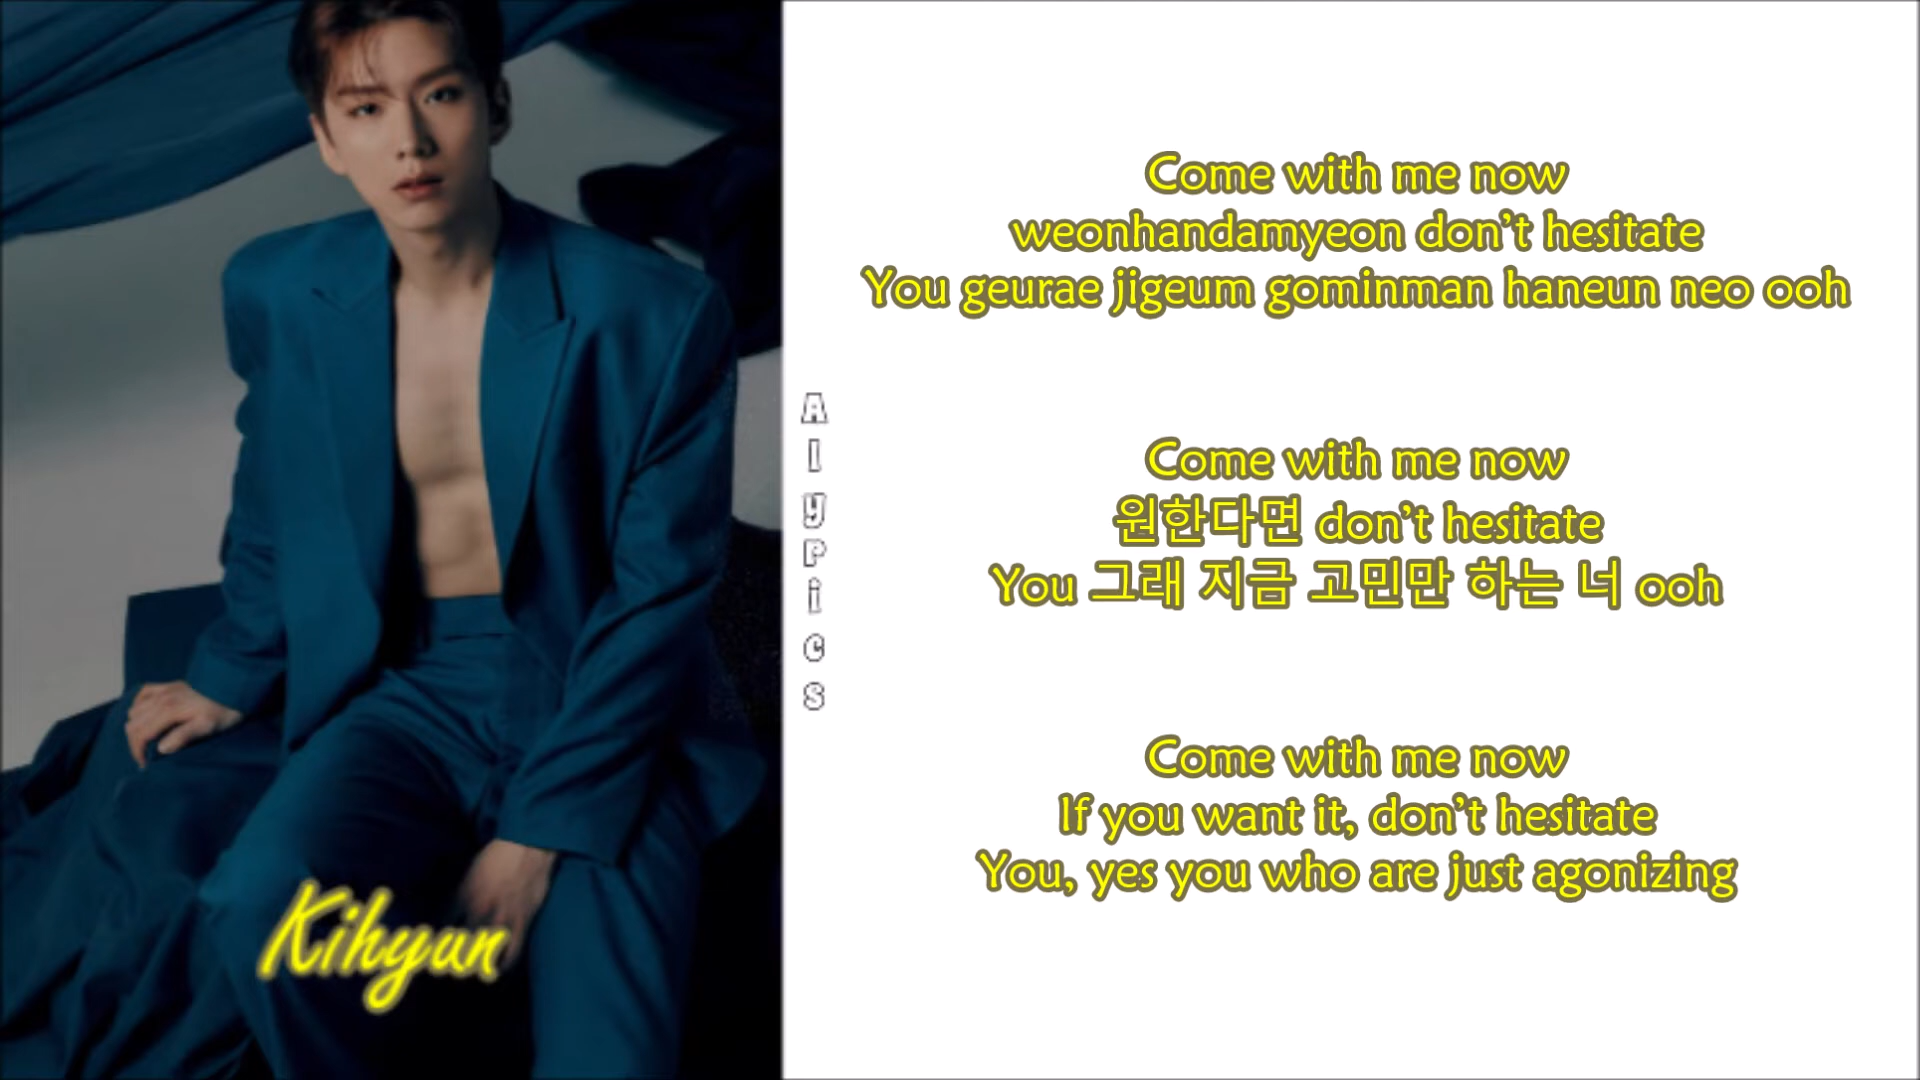 Come with me now
weonhandamyeon don't hesitate
You geurae jigeum gominman haneun neo ooh
Come with me now
원한다면 don't hesitate
You 그래 지금 고민만 하는 너 ooh
Come with me now
If you want it, don't hesitate
You, yes you who are just agonizing
AlyPics
Kihyun